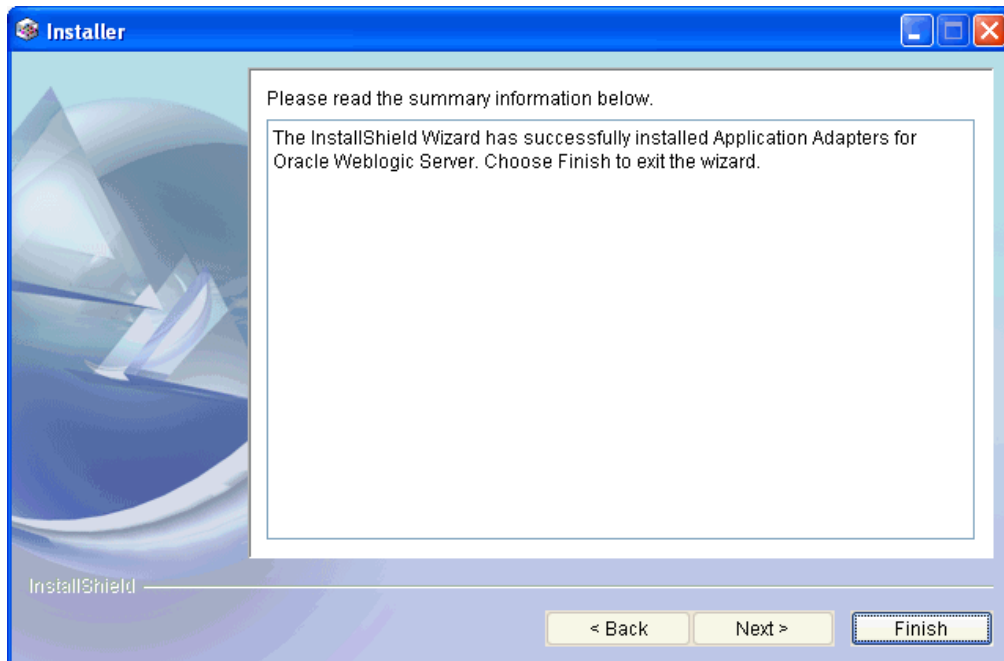 Installer
Please read the summary information below.
The InstallShield Wizard has successfully installed Application Adapters for
Oracle Weblogic Server. Choose Finish to exit the wizard.
InstallShield
< Back
Next >
Finish